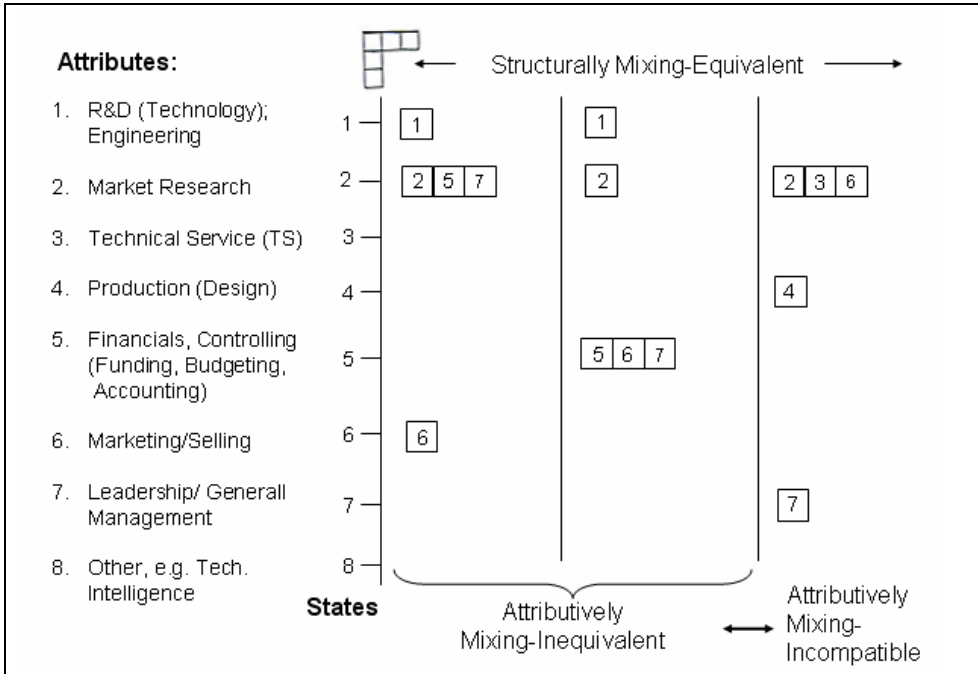 Attributes:
Structurally Mixing-Equivalent
1. R&D (Technology);
Engineering
2. Market Research
3. Technical Service (TS)
4. Production (Design)
5. Financials, Controlling
(Funding, Budgeting,
Accounting)
6. Marketing/Selling
7. Leadership/ Generall
Management
8. Other, e.g. Tech.
Intelligence
1
1
1
2
2 5 7
2
2 3 6
3
4
4
5
5 6 7
6
6
7
7
8
States
Attributively
Mixing-Inequivalent
Attributively
Mixing-
Incompatible